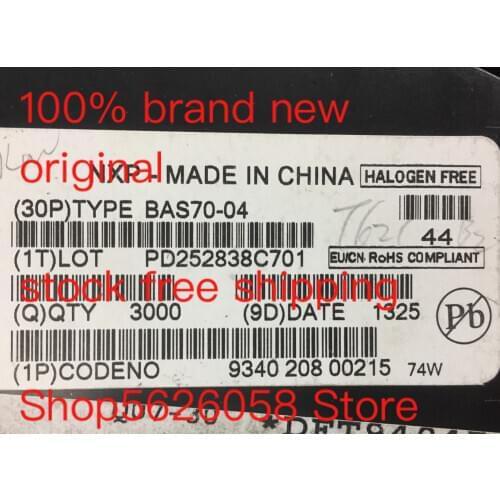 100% brand new
original
NXP - MADE IN CHINA HALOGEN FREE
(30P)TYPE BAS70-04
44
(1T)LOT PD252838C701 EU/CN RoHS COMPLIANT
stock free shipping
(Q)QTY 3000 (9D)DATE 1325
Pb
(1P)CODENO 9340 208 00215 74W
Shop5626058 Store